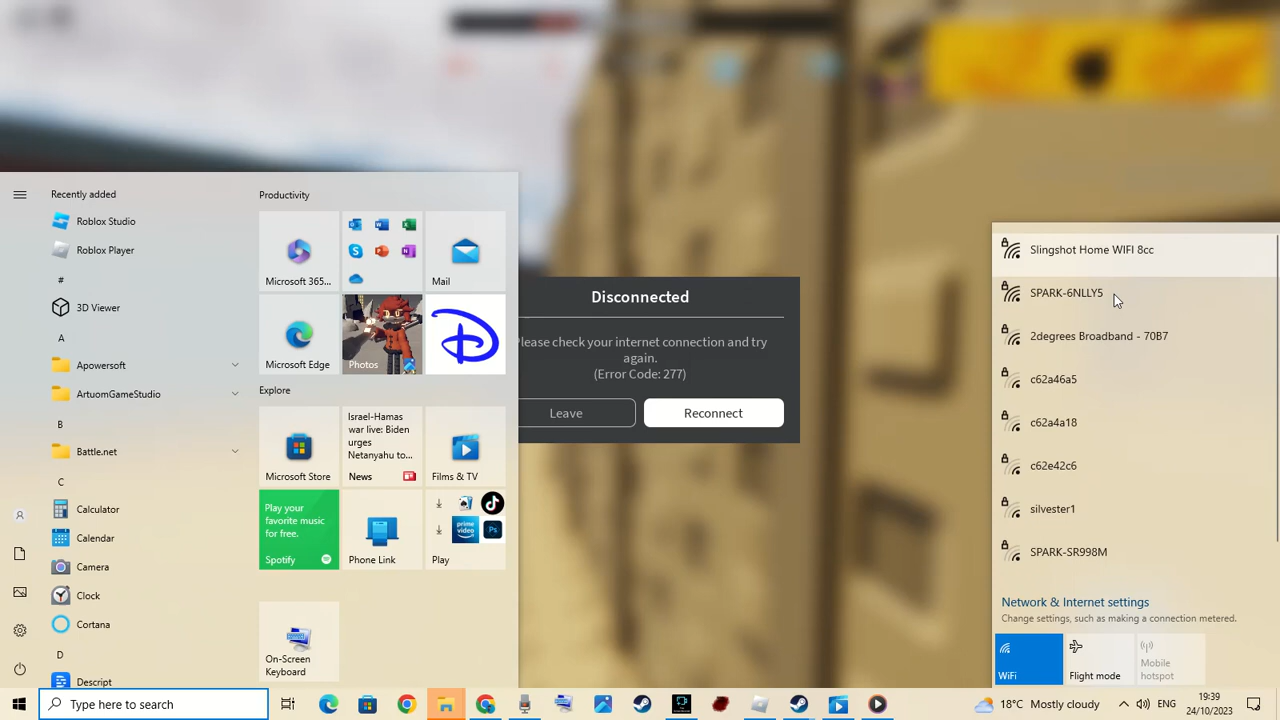 Recently added
Roblox Studio
Roblox Player
#
3D Viewer
A
Apowersoft
ArtuomGameStudio
B
Battle.net
C
Calculator
Calendar
Camera
Clock
Cortana
D
Descript
Productivity
Microsoft 365...
Mail
Microsoft Edge
Photos
Explore
Microsoft Store
Israel-Hamas
war live: Biden
urges
Netanyahu to...
News
Films & TV
Play your
favorite music
for free.
Spotify
Phone Link
prime
video
Ps
Play
On-Screen
Keyboard
Disconnected
Please check your internet connection and try
again.
(Error Code: 277)
Leave
Reconnect
Slingshot Home WIFI 8cc
SPARK-6NLLY5
2degrees Broadband - 70B7
c62a46a5
c62a4a18
c62e42c6
silvester1
SPARK-SR998M
Network & Internet settings
Change settings, such as making a connection metered.
WiFi
Flight mode
Mobile
hotspot
Type here to search
18°C Mostly cloudy
ENG
19:39
24/10/2023